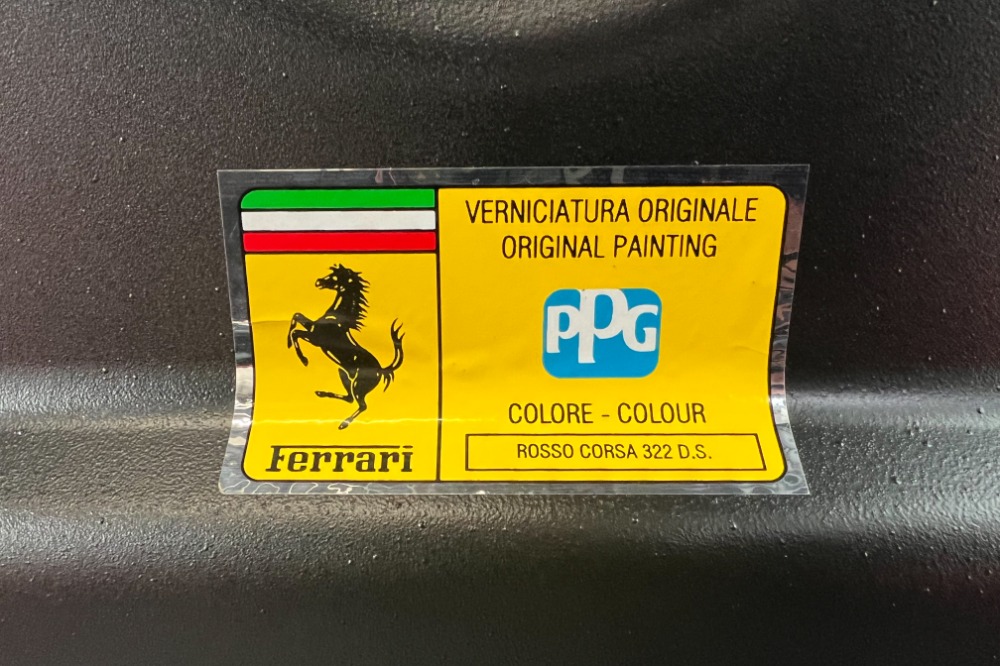 VERNICIATURA ORIGINALE
ORIGINAL PAINTING
PPG
COLORE - COLOUR
ROSSO CORSA 322 D.S.
Ferrari